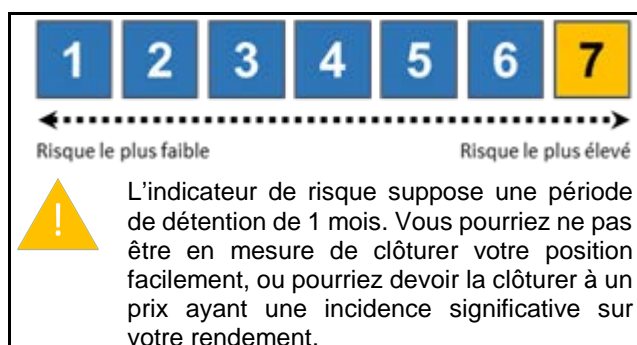 1 2 3 4 5 6 7
Risque le plus faible Risque le plus élevé
!
L'indicateur de risque suppose une période
de détention de 1 mois. Vous pourriez ne pas
être en mesure de clôturer votre position
facilement, ou pourriez devoir la clôturer à un
prix ayant une incidence significative sur
votre rendement.